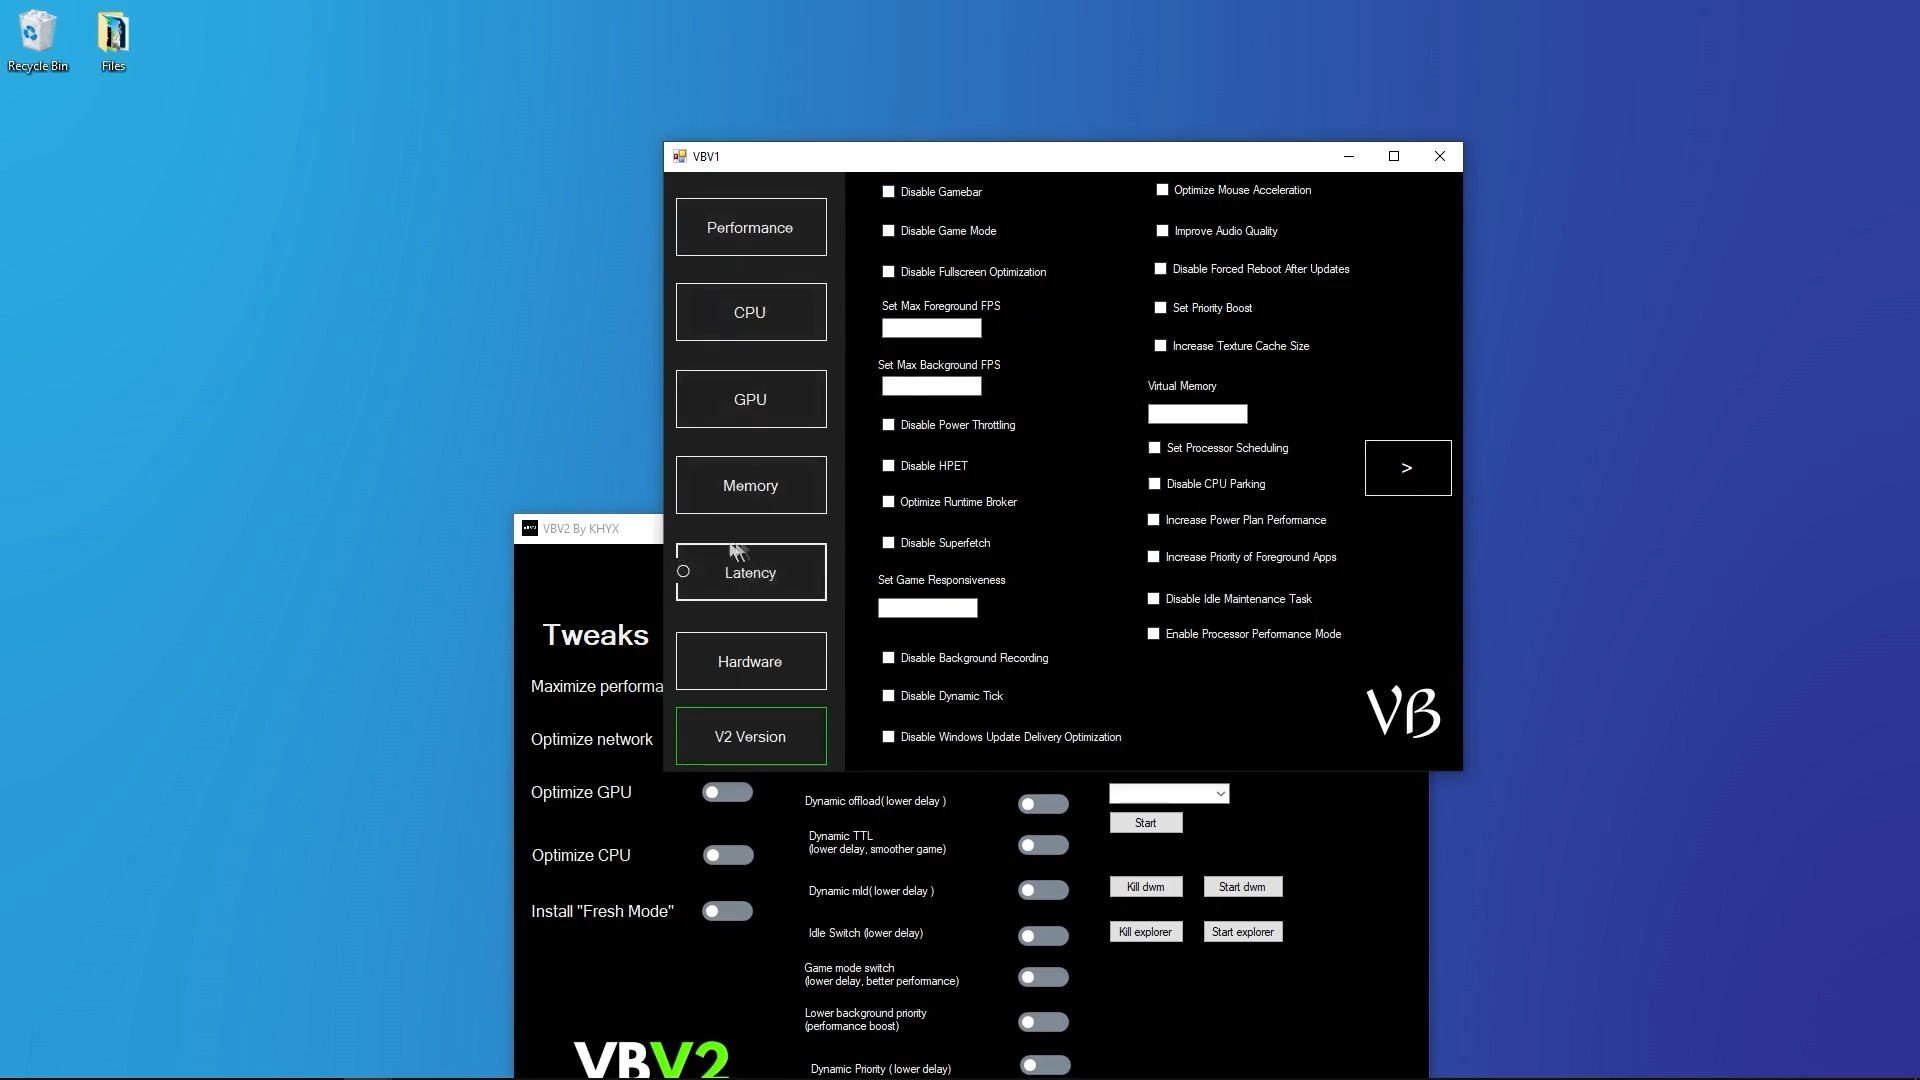 Recycle Bin
Files
VBV1
Performance
CPU
GPU
Memory
Latency
Hardware
V2 Version
Disable Gamebar
Disable Game Mode
Disable Fullscreen Optimization
Set Max Foreground FPS
Set Max Background FPS
Disable Power Throttling
Disable HPET
Optimize Runtime Broker
Disable Superfetch
Set Game Responsiveness
Disable Background Recording
Disable Dynamic Tick
Disable Windows Update Delivery Optimization
Optimize Mouse Acceleration
Improve Audio Quality
Disable Forced Reboot After Updates
Set Priority Boost
Increase Texture Cache Size
Virtual Memory
Set Processor Scheduling
Disable CPU Parking
Increase Power Plan Performance
Increase Priority of Foreground Apps
Disable Idle Maintenance Task
Enable Processor Performance Mode
>
VB
VBV2 By KHYX
Tweaks
Maximize performa
Optimize network
Optimize GPU
Optimize CPU
Install "Fresh Mode"
VBV2
Dynamic offload( lower delay )
Dynamic TTL
(lower delay, smoother game)
Dynamic mld( lower delay )
Idle Switch (lower delay)
Game mode switch
(lower delay, better performance)
Lower background priority
(performance boost)
Dynamic Priority ( lower delay)
Start
Kill dwm
Start dwm
Kill explorer
Start explorer